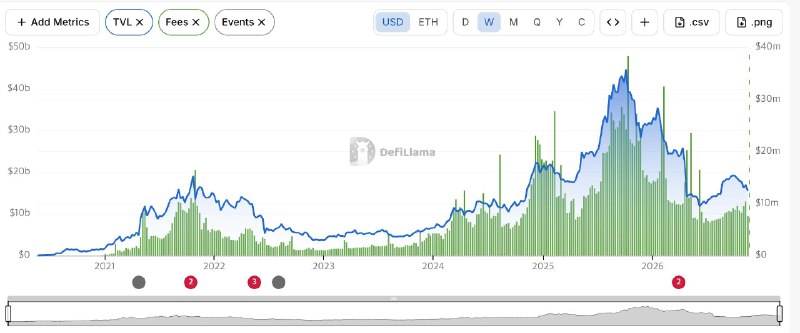 + Add Metrics TVL × Fees × Events × USD ETH D W M Q Y C <> + .csv .png
$50b $40m
$40b
$30m
$30b
DefiLlama
$20m
$20b
$10m
$10b
$0 $0
2021 2022 2023 2024 2025 2026
2 3 2